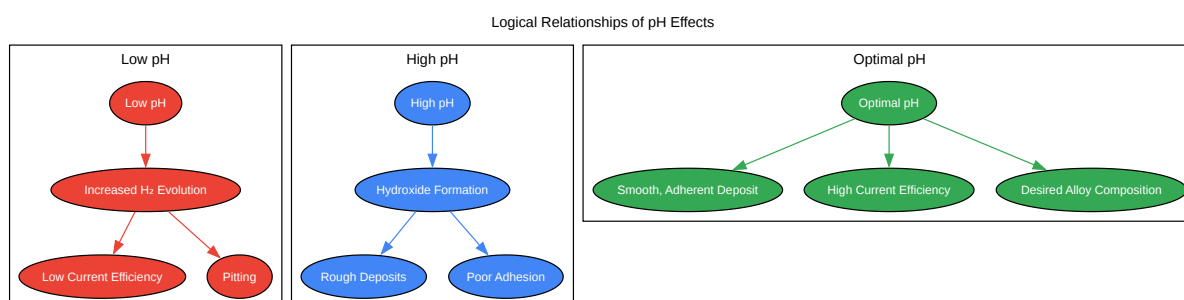 Logical Relationships of pH Effects
Low pH
Low pH
Increased H₂ Evolution
Low Current Efficiency
Pitting
High pH
High pH
Hydroxide Formation
Rough Deposits
Poor Adhesion
Optimal pH
Optimal pH
Smooth, Adherent Deposit
High Current Efficiency
Desired Alloy Composition